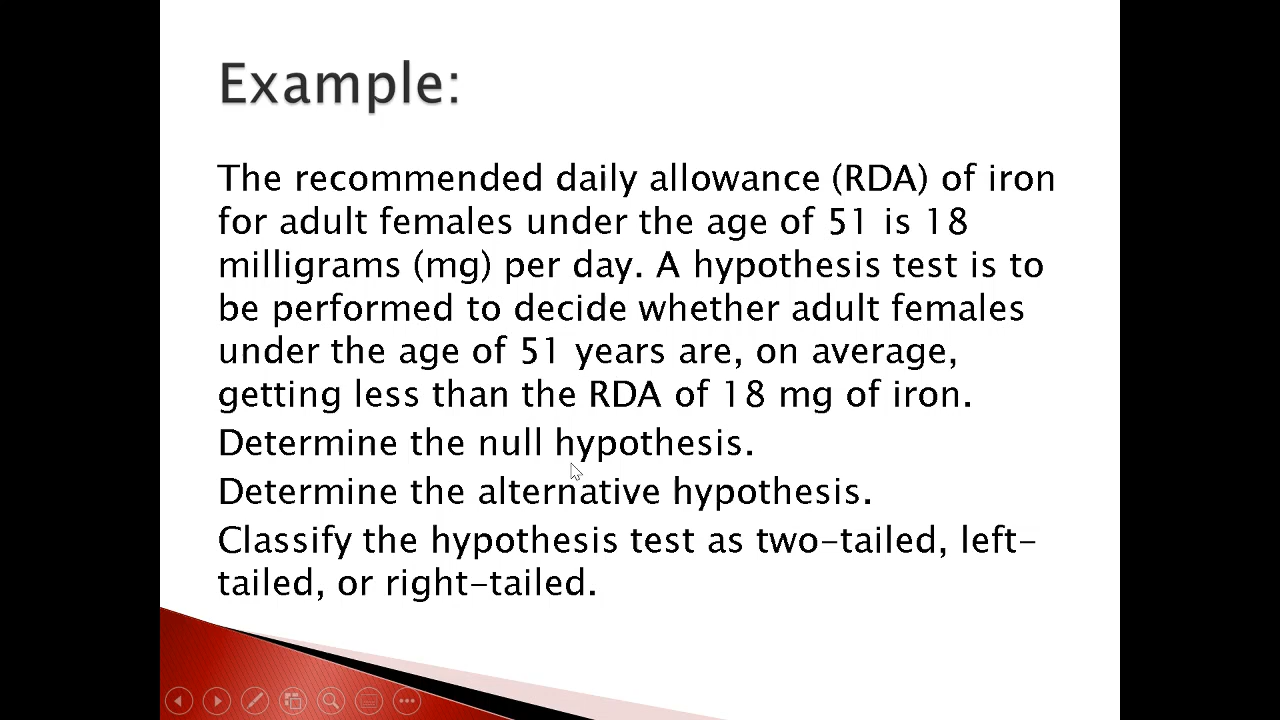 Example:
The recommended daily allowance (RDA) of iron
for adult females under the age of 51 is 18
milligrams (mg) per day. A hypothesis test is to
be performed to decide whether adult females
under the age of 51 years are, on average,
getting less than the RDA of 18 mg of iron.
Determine the null hypothesis.
Determine the alternative hypothesis.
Classify the hypothesis test as two-tailed, left-
tailed, or right-tailed.